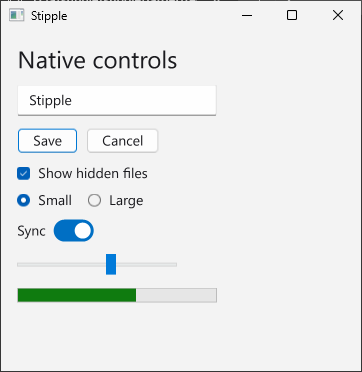 Stipple
Native controls
Stipple
Save Cancel
Show hidden files
Small Large
Sync